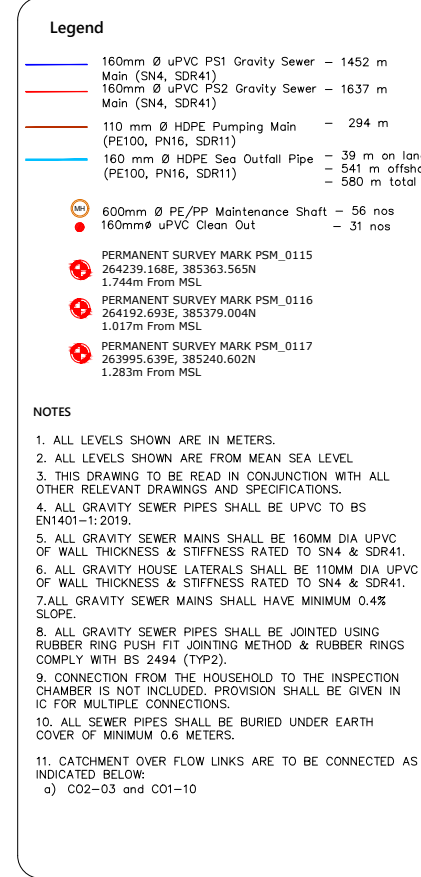 Legend
160mm Ø uPVC PS1 Gravity Sewer – 1452 m
Main (SN4, SDR41)
160mm Ø uPVC PS2 Gravity Sewer – 1637 m
Main (SN4, SDR41)
110 mm Ø HDPE Pumping Main – 294 m
(PE100, PN16, SDR11)
160 mm Ø HDPE Sea Outfall Pipe – 39 m on lan
(PE100, PN16, SDR11) – 541 m offsho
– 580 m total
MH 600mm Ø PE/PP Maintenance Shaft – 56 nos
160mmø uPVC Clean Out – 31 nos
PERMANENT SURVEY MARK PSM_0115
264239.168E, 385363.565N
1.744m From MSL
PERMANENT SURVEY MARK PSM_0116
264192.693E, 385379.004N
1.017m From MSL
PERMANENT SURVEY MARK PSM_0117
263995.639E, 385240.602N
1.283m From MSL
NOTES
1. ALL LEVELS SHOWN ARE IN METERS.
2. ALL LEVELS SHOWN ARE FROM MEAN SEA LEVEL
3. THIS DRAWING TO BE READ IN CONJUNCTION WITH ALL
OTHER RELEVANT DRAWINGS AND SPECIFICATIONS.
4. ALL GRAVITY SEWER PIPES SHALL BE UPVC TO BS
EN1401–1:2019.
5. ALL GRAVITY SEWER MAINS SHALL BE 160MM DIA UPVC
OF WALL THICKNESS & STIFFNESS RATED TO SN4 & SDR41.
6. ALL GRAVITY HOUSE LATERALS SHALL BE 110MM DIA UPVC
OF WALL THICKNESS & STIFFNESS RATED TO SN4 & SDR41.
7.ALL GRAVITY SEWER MAINS SHALL HAVE MINIMUM 0.4%
SLOPE.
8. ALL GRAVITY SEWER PIPES SHALL BE JOINTED USING
RUBBER RING PUSH FIT JOINTING METHOD & RUBBER RINGS
COMPLY WITH BS 2494 (TYP2).
9. CONNECTION FROM THE HOUSEHOLD TO THE INSPECTION
CHAMBER IS NOT INCLUDED. PROVISION SHALL BE GIVEN IN
IC FOR MULTIPLE CONNECTIONS.
10. ALL SEWER PIPES SHALL BE BURIED UNDER EARTH
COVER OF MINIMUM 0.6 METERS.
11. CATCHMENT OVER FLOW LINKS ARE TO BE CONNECTED AS
INDICATED BELOW:
a) CO2–03 and CO1–10